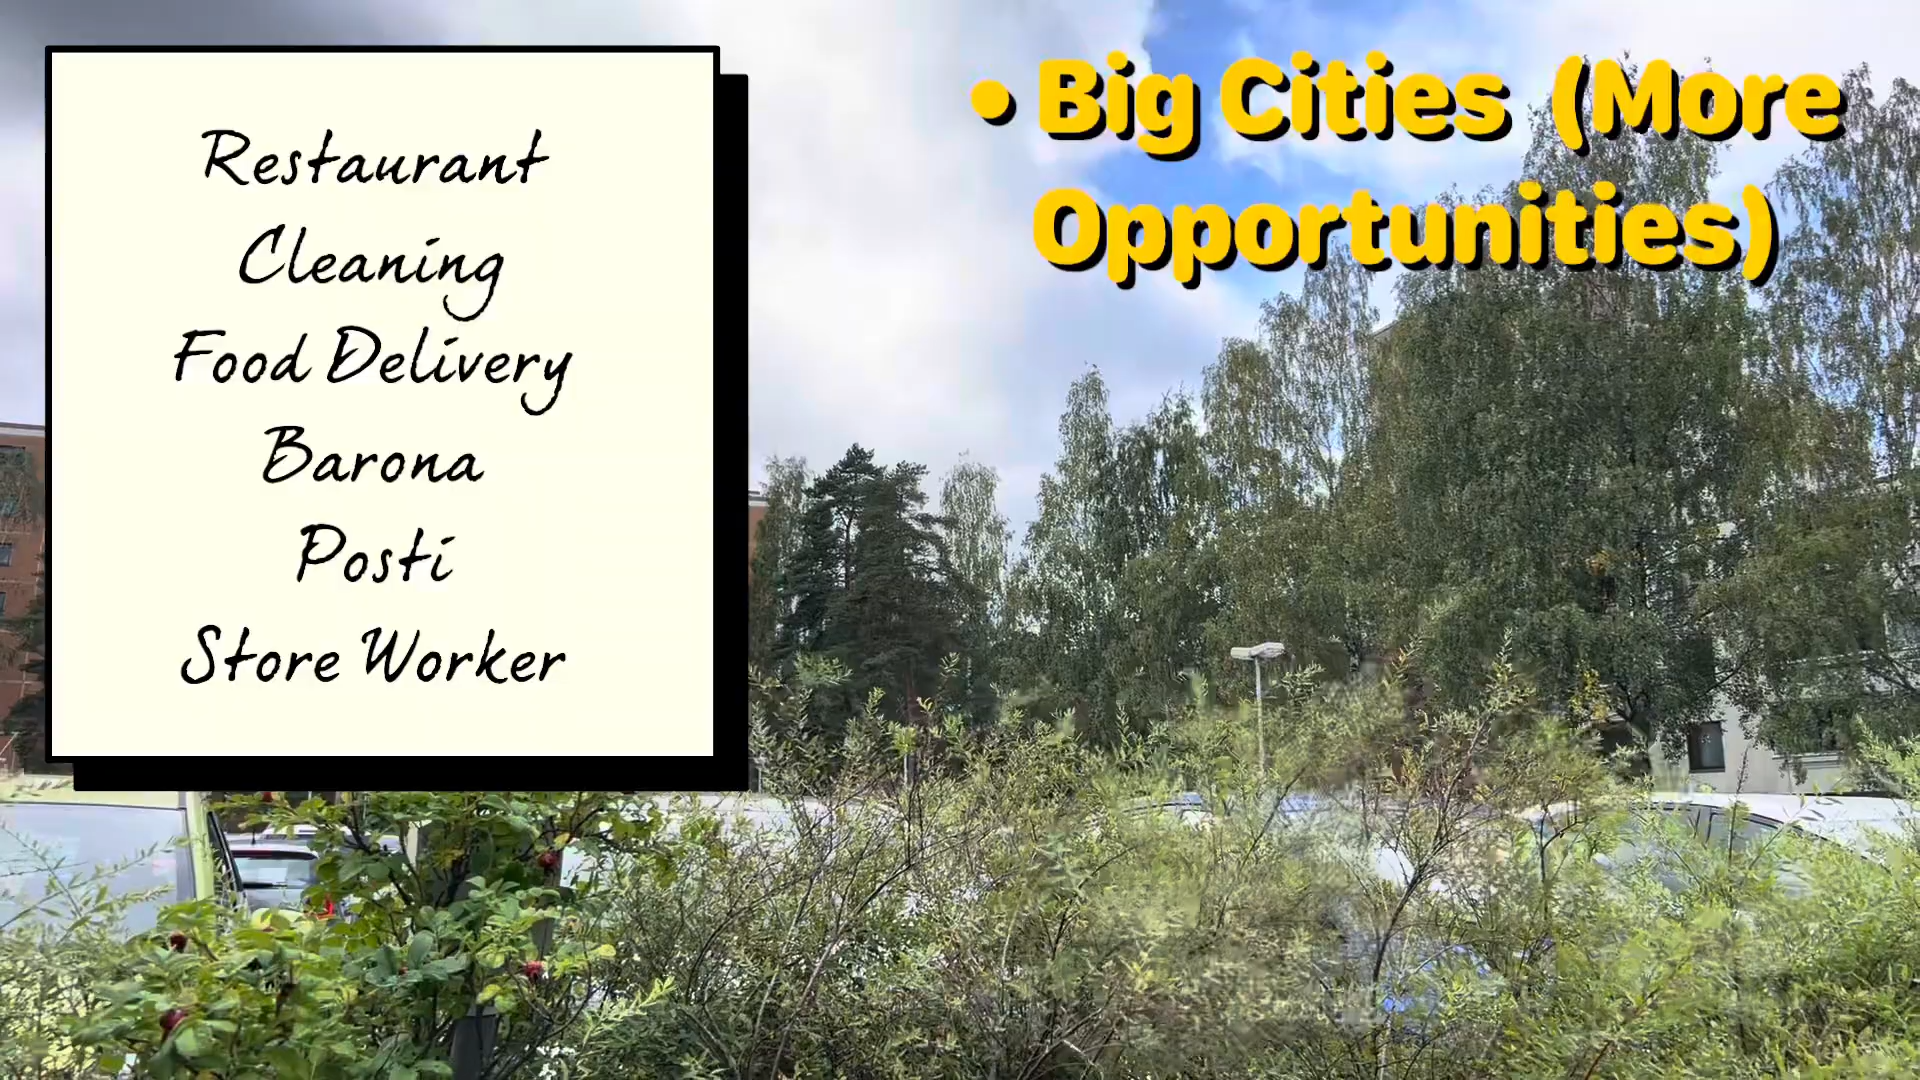 Restaurant
Cleaning
Food Delivery
Barona
Posti
Store Worker
• Big Cities (More
Opportunities)